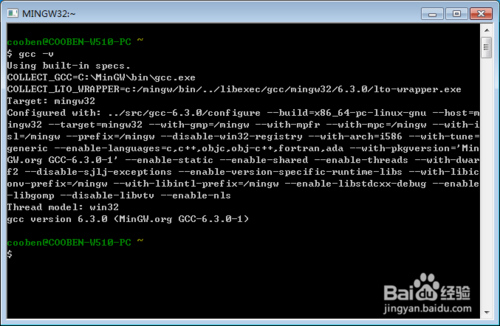 MINGW32:~
cooben@COOBEN-W510-PC ~
$ gcc -v
Using built-in specs.
COLLECT_GCC=C:\MinGW\bin\gcc.exe
COLLECT_LTO_WRAPPER=c:/mingw/bin/../libexec/gcc/mingw32/6.3.0/lto-wrapper.exe
Target: mingw32
Configured with: ../src/gcc-6.3.0/configure --build=x86_64-pc-linux-gnu --host=m
ingw32 --target=mingw32 --with-gmp=/mingw --with-mpfr --with-mpc=/mingw --with-i
sl=/mingw --prefix=/mingw --disable-win32-registry --with-arch=i586 --with-tune=
generic --enable-languages=c,c++,objc,obj-c++,fortran,ada --with-pkgversion='Min
GW.org GCC-6.3.0-1' --enable-static --enable-shared --enable-threads --with-dwar
f2 --disable-sjlj-exceptions --enable-version-specific-runtime-libs --with-libic
onv-prefix=/mingw --with-libintl-prefix=/mingw --enable-libstdcxx-debug --enable
-libgomp --disable-libvtv --enable-nls
Thread model: win32
gcc version 6.3.0 (MinGW.org GCC-6.3.0-1)
cooben@COOBEN-W510-PC ~
$
Baidu经验
jingyan.baidu.com